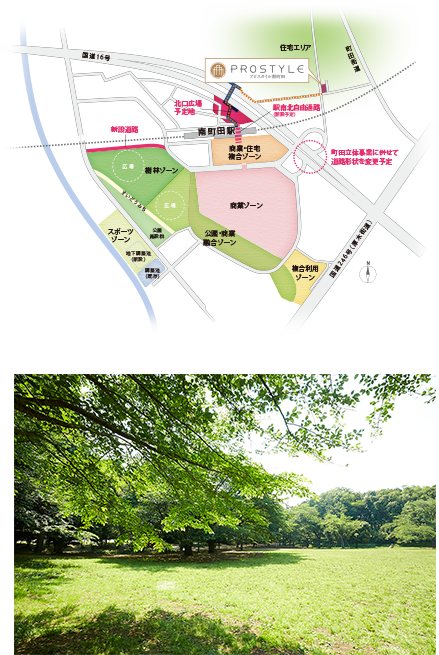 国道16号
住宅エリア
町田街道
PROSTYLE
プロスタイル南町田
北口広場
予定地
駅南北自由通路
(新設予定)
南町田駅
新設道路
商業・住宅
複合ゾーン
町田立体事業に併せて
道路形状を変更予定
広場
樹林ゾーン
商業ゾーン
広場
スポーツ
ゾーン
公園
公園・商業
融合ゾーン
地下調整池
(新設)
調整池
(既存)
複合利用
ゾーン
国道246号(厚木街道)
N